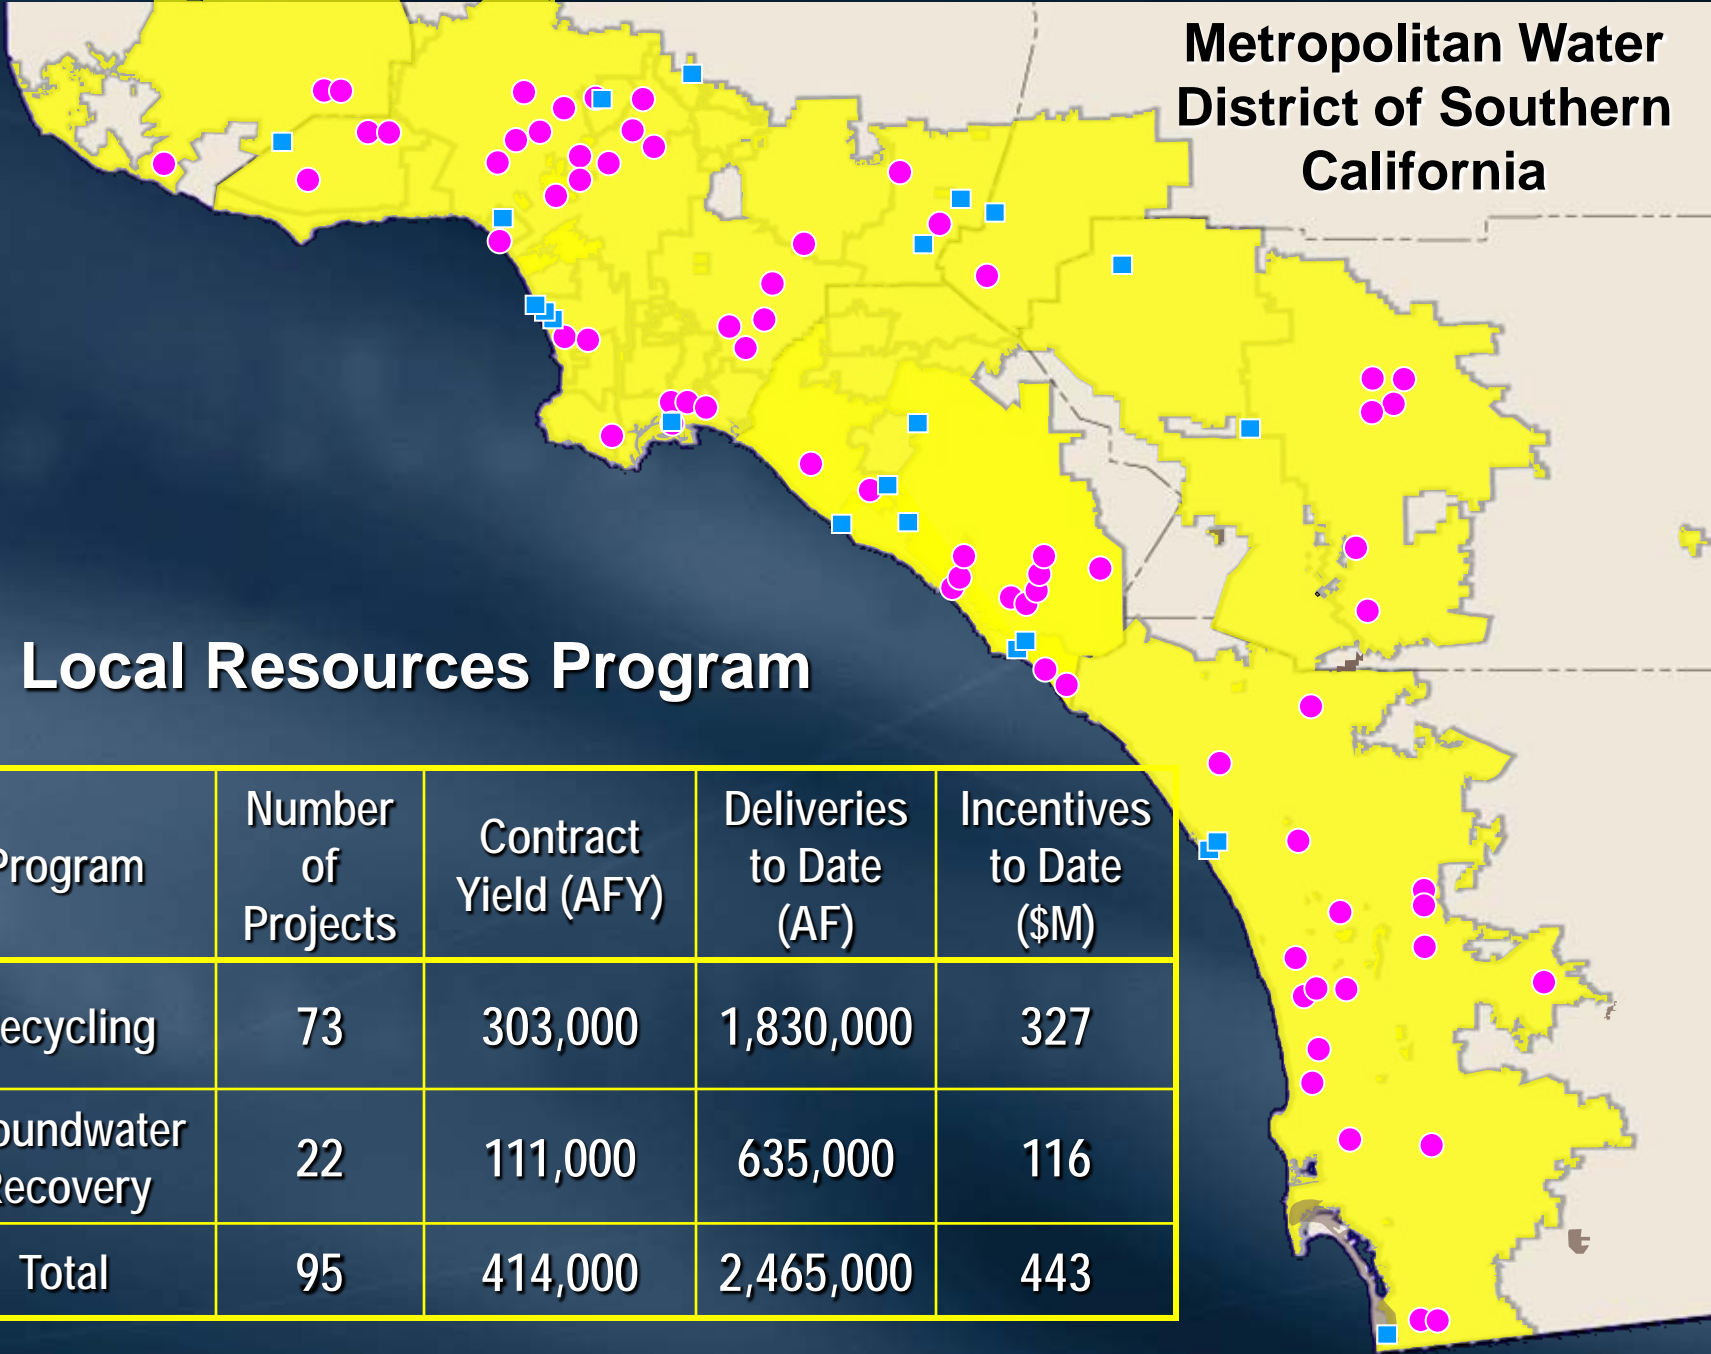 Metropolitan Water
District of Southern
California
Local Resources Program
Program
Number
of
Projects
Contract
Yield (AFY)
Deliveries
to Date
(AF)
Incentives
to Date
($M)
ecycling
73
303,000
1,830,000
327
oundwater
Recovery
22
111,000
635,000
116
Total
95
414,000
2,465,000
443